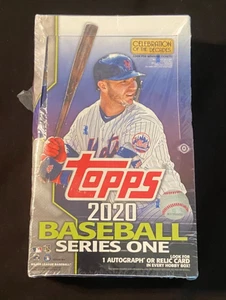 CELEBRATION
OF THE DECADES
Mets
topps
2020
BASEBALL
SERIES ONE
LOOK FOR
1 AUTOGRAPH OR RELIC CARD
IN EVERY HOBBY BOX!